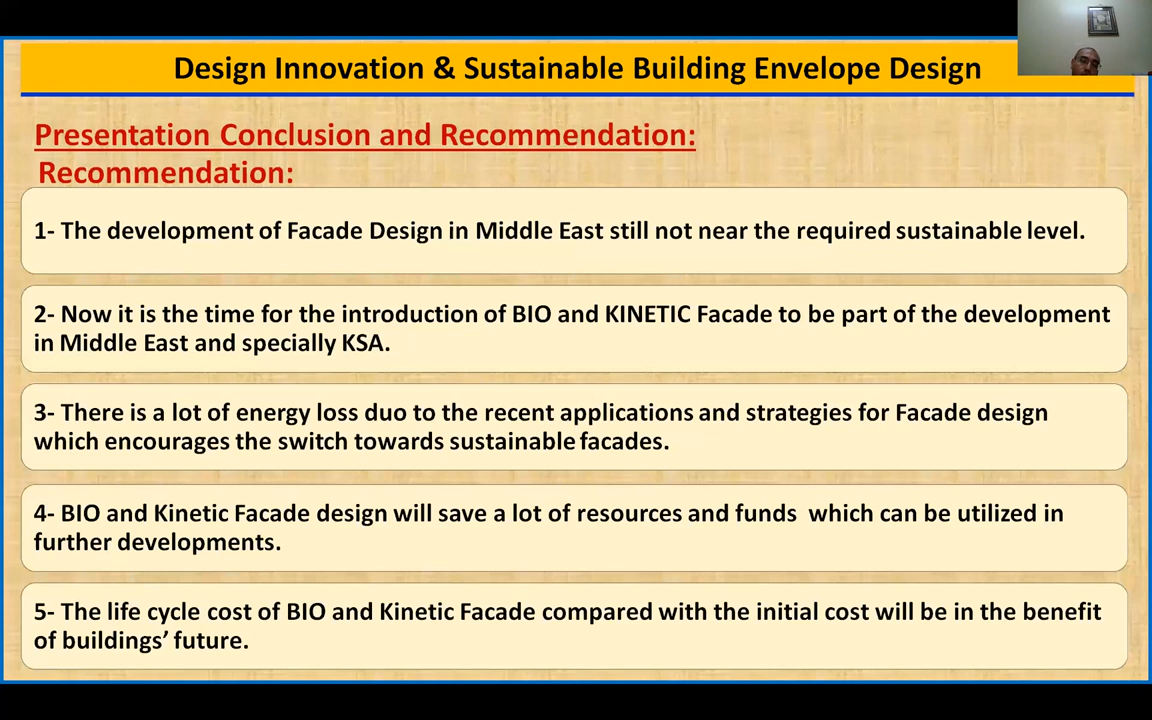 Design Innovation & Sustainable Building Envelope Design
Presentation Conclusion and Recommendation:
Recommendation:
1- The development of Facade Design in Middle East still not near the required sustainable level.
2- Now it is the time for the introduction of BIO and KINETIC Facade to be part of the development
in Middle East and specially KSA.
3- There is a lot of energy loss duo to the recent applications and strategies for Facade design
which encourages the switch towards sustainable facades.
4- BIO and Kinetic Facade design will save a lot of resources and funds which can be utilized in
further developments.
5- The life cycle cost of BIO and Kinetic Facade compared with the initial cost will be in the benefit
of buildings’ future.